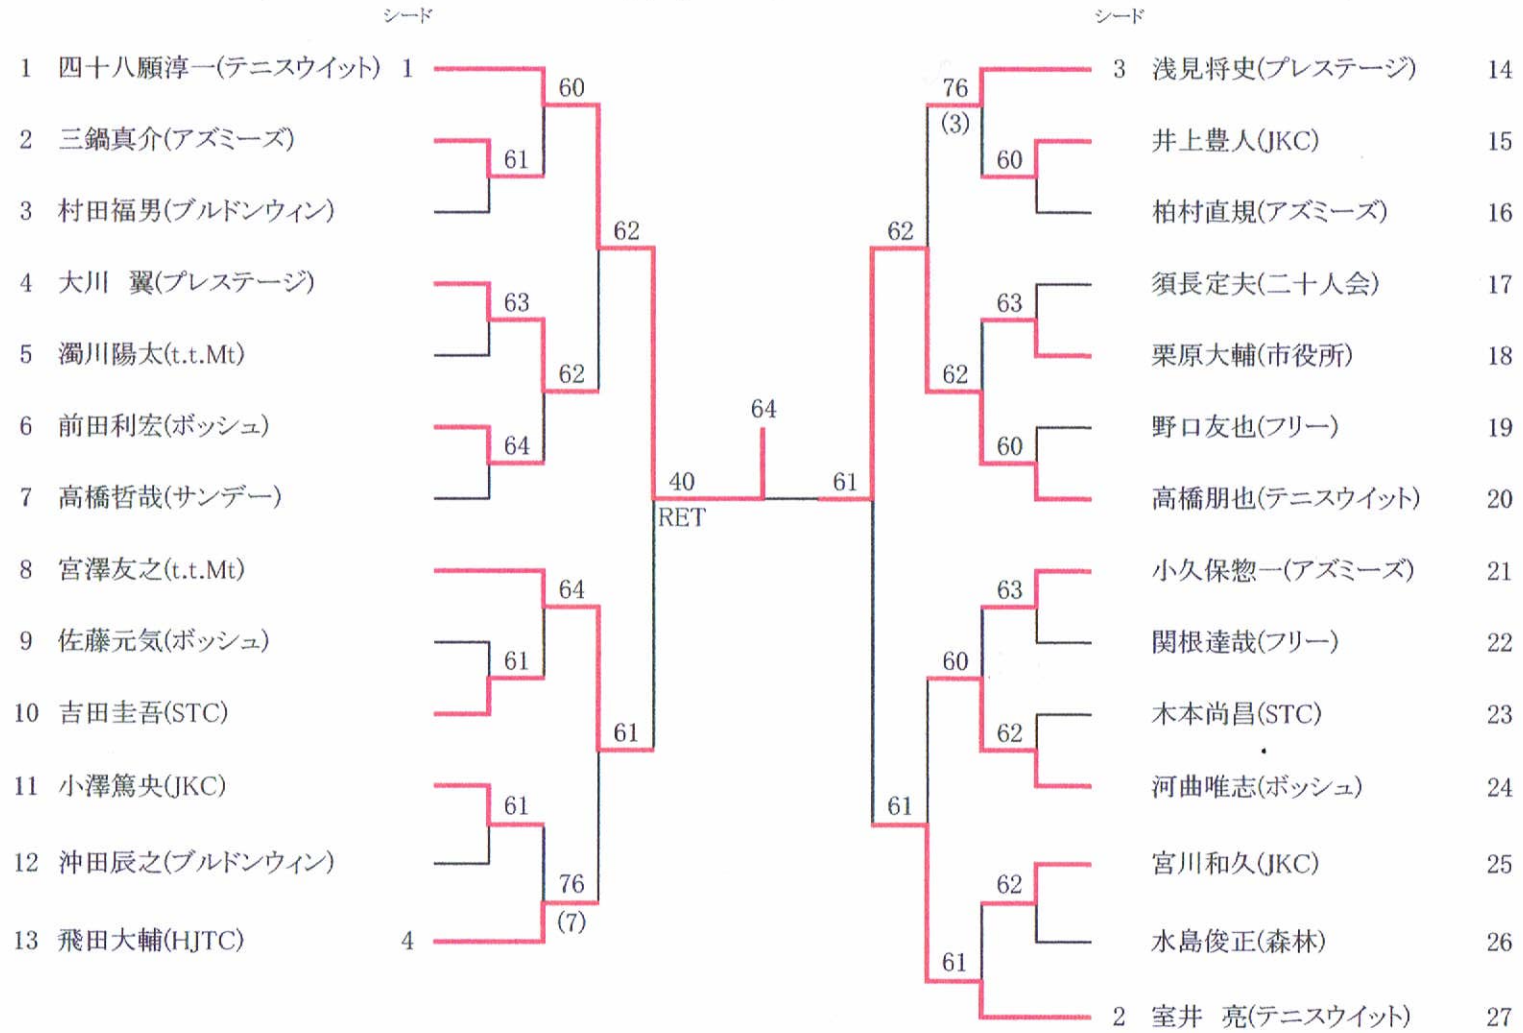 シード
シード
1 四十八願淳一(テニスウイット) 1
60
76
(3)
3 浅見将史(プレステージ) 14
2 三鍋真介(アズミーズ)
61
60
井上豊人(JKC) 15
3 村田福男(ブルドンウィン)
62
62
柏村直規(アズミーズ) 16
4 大川 翼(プレステージ)
63
63
須長定夫(二十人会) 17
5 濁川陽太(t.t.Mt)
62
62
栗原大輔(市役所) 18
6 前田利宏(ボッシュ)
64
64
60
野口友也(フリー) 19
7 高橋哲哉(サンデー)
40
RET
61
高橋朋也(テニスウイット) 20
8 宮澤友之(t.t.Mt)
64
63
小久保惣一(アズミーズ) 21
9 佐藤元気(ボッシュ)
61
60
関根達哉(フリー) 22
10 吉田圭吾(STC)
61
62
木本尚昌(STC) 23
11 小澤篤央(JKC)
61
61
河曲唯志(ボッシュ) 24
12 沖田辰之(ブルドンウィン)
76
(7)
62
宮川和久(JKC) 25
13 飛田大輔(HJTC) 4
61
水島俊正(森林) 26
2 室井 亮(テニスウイット) 27